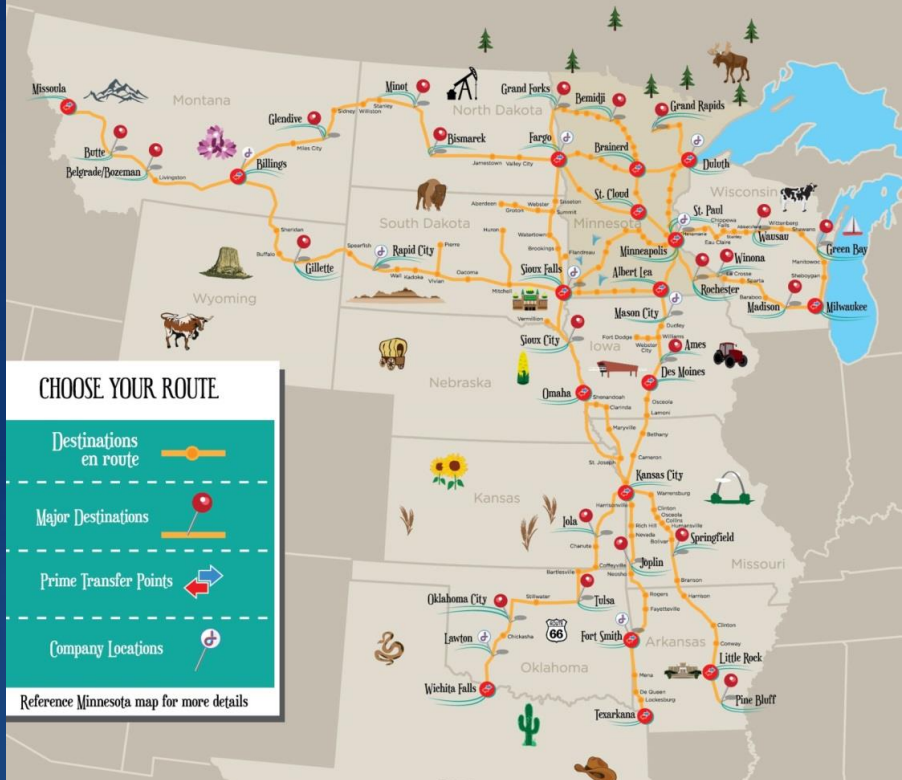 Missoula
Montana
Butte
Belgrade/Bozeman
Livingston
Billings
Glendive
Miles City
Sidney
Williston
Stanley
Minot
North Dakota
Bismarck
Jamestown
Valley City
Grand Forks
Bemidji
Fargo
Brainerd
Grand Rapids
Duluth
St. Cloud
Minnesota
St. Paul
Minneapolis
Wisconsin
Chippewa
Falls
Menomonie
Eau Claire
Stanley
Abbotsford
Wittenberg
Shawano
Wausau
Green Bay
Manitowoc
Sheboygan
Milwaukee
Madison
Baraboo
Sparta
La Crosse
Winona
Rochester
Albert Lea
South Dakota
Aberdeen
Groton
Webster
Sisseton
Summit
Huron
Watertown
Brookings
Flandreau
Sioux Falls
Mitchell
Pierre
Oacoma
Vivian
Kadoka
Wall
Rapid City
Spearfish
Gillette
Buffalo
Sheridan
Wyoming
Vermillion
Sioux City
Iowa
Mason City
Dudley
Williams
Fort Dodge
Webster
City
Ames
Des Moines
Osceola
Lamoni
Bethany
Cameron
Nebraska
Omaha
Shenandoah
Clarinda
Maryville
St. Joseph
Kansas City
Kansas
Harrisonville
Iola
Chanute
Coffeyville
Bartlesville
Tulsa
Stillwater
Oklahoma City
Chickasha
Lawton
Wichita Falls
Oklahoma
66
Warrensburg
Clinton
Osceola
Collins
Humansville
Bolivar
Springfield
Missouri
Rich Hill
Nevada
Joplin
Neosho
Rogers
Fayetteville
Fort Smith
Arkansas
Mena
De Queen
Lockesburg
Texarkana
Branson
Harrison
Clinton
Conway
Little Rock
Pine Bluff
CHOOSE YOUR ROUTE
Destinations
en route
Major Destinations
Prime Transfer Points
Company Locations
Reference Minnesota map for more details